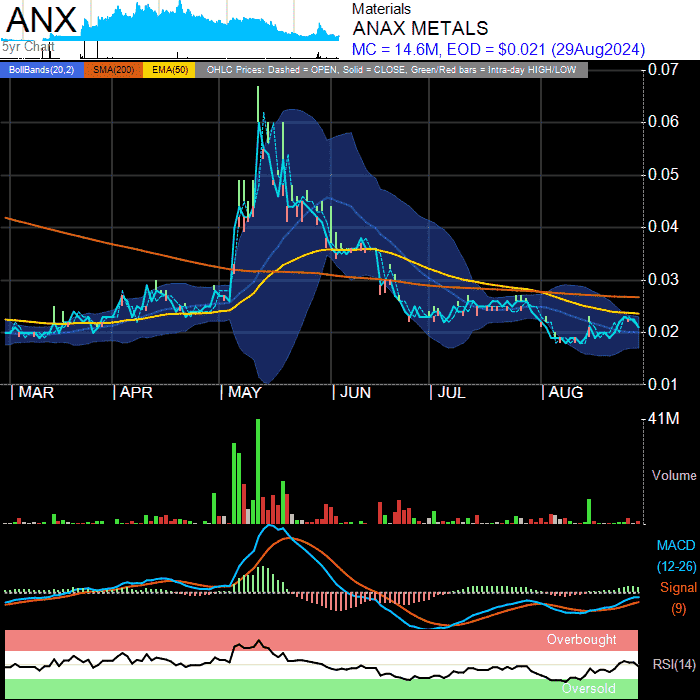 ANX
5yr Chart
Materials
ANAX METALS
MC = 14.6M, EOD = $0.021 (29Aug2024)
BollBands(20,2) SMA(200) EMA(50) OHLC Prices: Dashed = OPEN, Solid = CLOSE, Green/Red bars = Intra-day HIGH/LOW
0.07
0.06
0.05
0.04
0.03
0.02
0.01
MAR APR MAY JUN JUL AUG
41M
Volume
MACD
(12-26)
Signal
(9)
Overbought
RSI(14)
Oversold